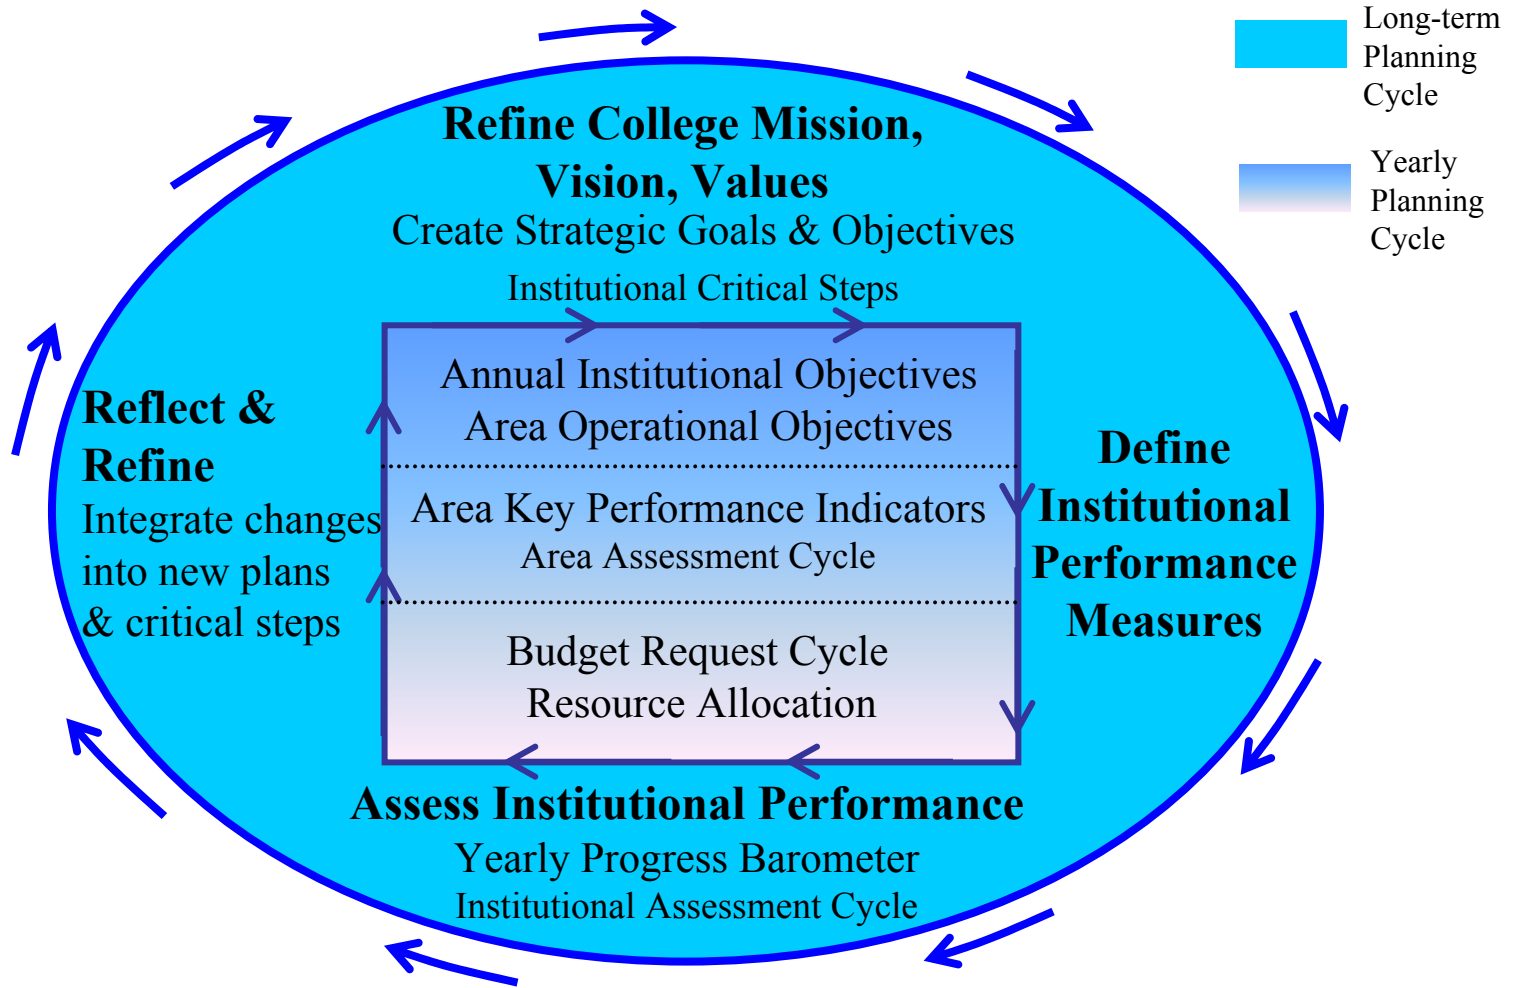 Long-term
Planning
Cycle
Yearly
Planning
Cycle
Refine College Mission,
Vision, Values
Create Strategic Goals & Objectives
Institutional Critical Steps
Annual Institutional Objectives
Area Operational Objectives
Area Key Performance Indicators
Area Assessment Cycle
Budget Request Cycle
Resource Allocation
Reflect &
Refine
Integrate changes
into new plans
& critical steps
Define
Institutional
Performance
Measures
Assess Institutional Performance
Yearly Progress Barometer
Institutional Assessment Cycle